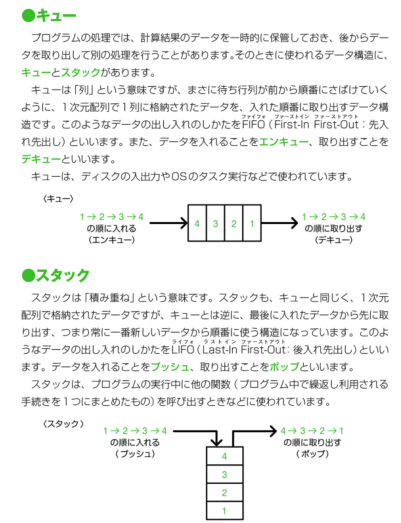 ●キュー
プログラムの処理では、計算結果のデータを一時的に保管しておき、後からデー
タを取り出して別の処理を行うことがあります。そのときに使われるデータ構造に、
キューとスタックがあります。
キューは「列」という意味ですが、まさに待ち行列が前から順番にさばけていく
ように、1次元配列で1列に格納されたデータを、入れた順番に取り出すデータ構
ファイフォ ファーストイン ファーストアウト
造です。このようなデータの出し入れのしかたをFIFO（First-In First-Out：先入
れ先出し）といいます。また、データを入れることをエンキュー、取り出すことを
デキューといいます。
キューは、ディスクの入出力やOSのタスク実行などで使われています。
〈キュー〉
1→2→3→4
の順に入れる
（エンキュー）
4 3 2 1
1→2→3→4
の順に取り出す
（デキュー）
●スタック
スタックは「積み重ね」という意味です。スタックも、キューと同じく、1次元
配列で格納されたデータですが、キューとは逆に、最後に入れたデータから先に取
り出す、つまり常に一番新しいデータから順番に使う構造になっています。このよ
ライフォ ラストイン ファーストアウト
うなデータの出し入れのしかたをLIFO（Last-In First-Out：後入れ先出し）といい
ます。データを入れることをプッシュ、取り出すことをポップといいます。
スタックは、プログラムの実行中に他の関数（プログラム中で繰返し利用される
手続きを1つにまとめたもの）を呼び出すときなどに使われています。
〈スタック〉
1→2→3→4
の順に入れる
（プッシュ）
4
3
2
1
4→3→2→1
の順に取り出す
（ポップ）